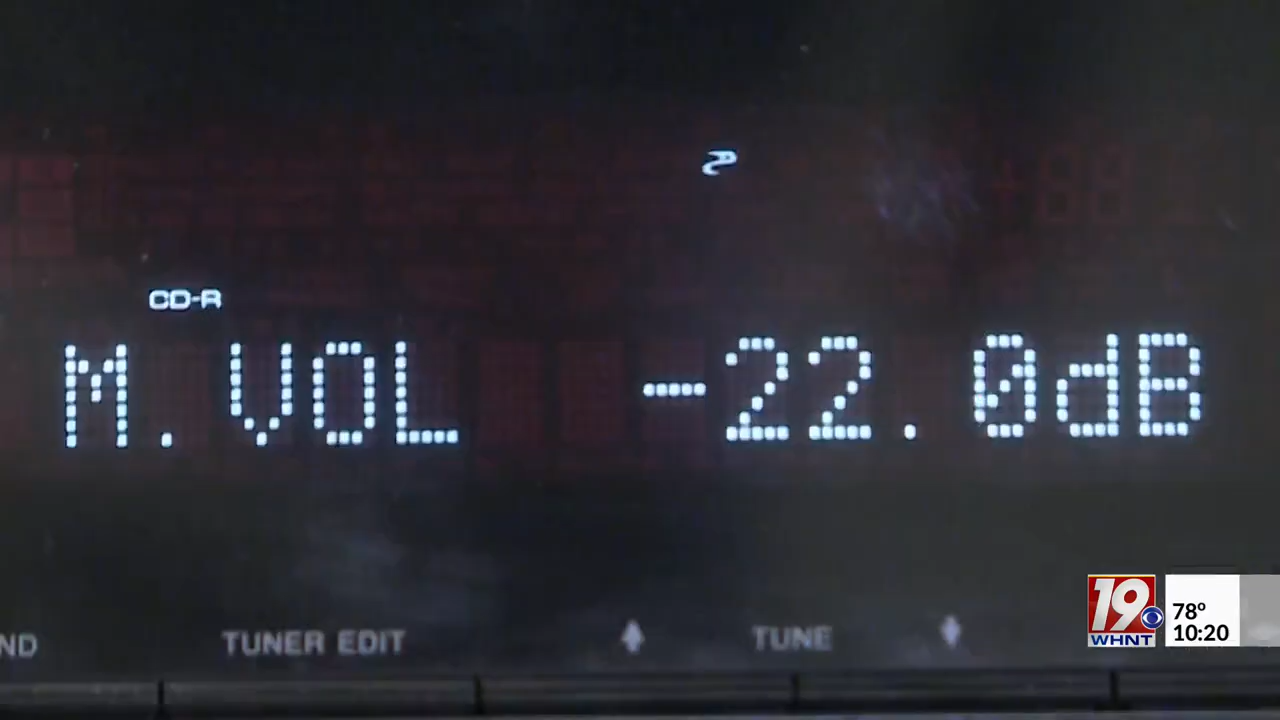 CD-R
M.VOL -22.0dB
ND TUNER EDIT TUNE
19
WHNT
78°
10:20